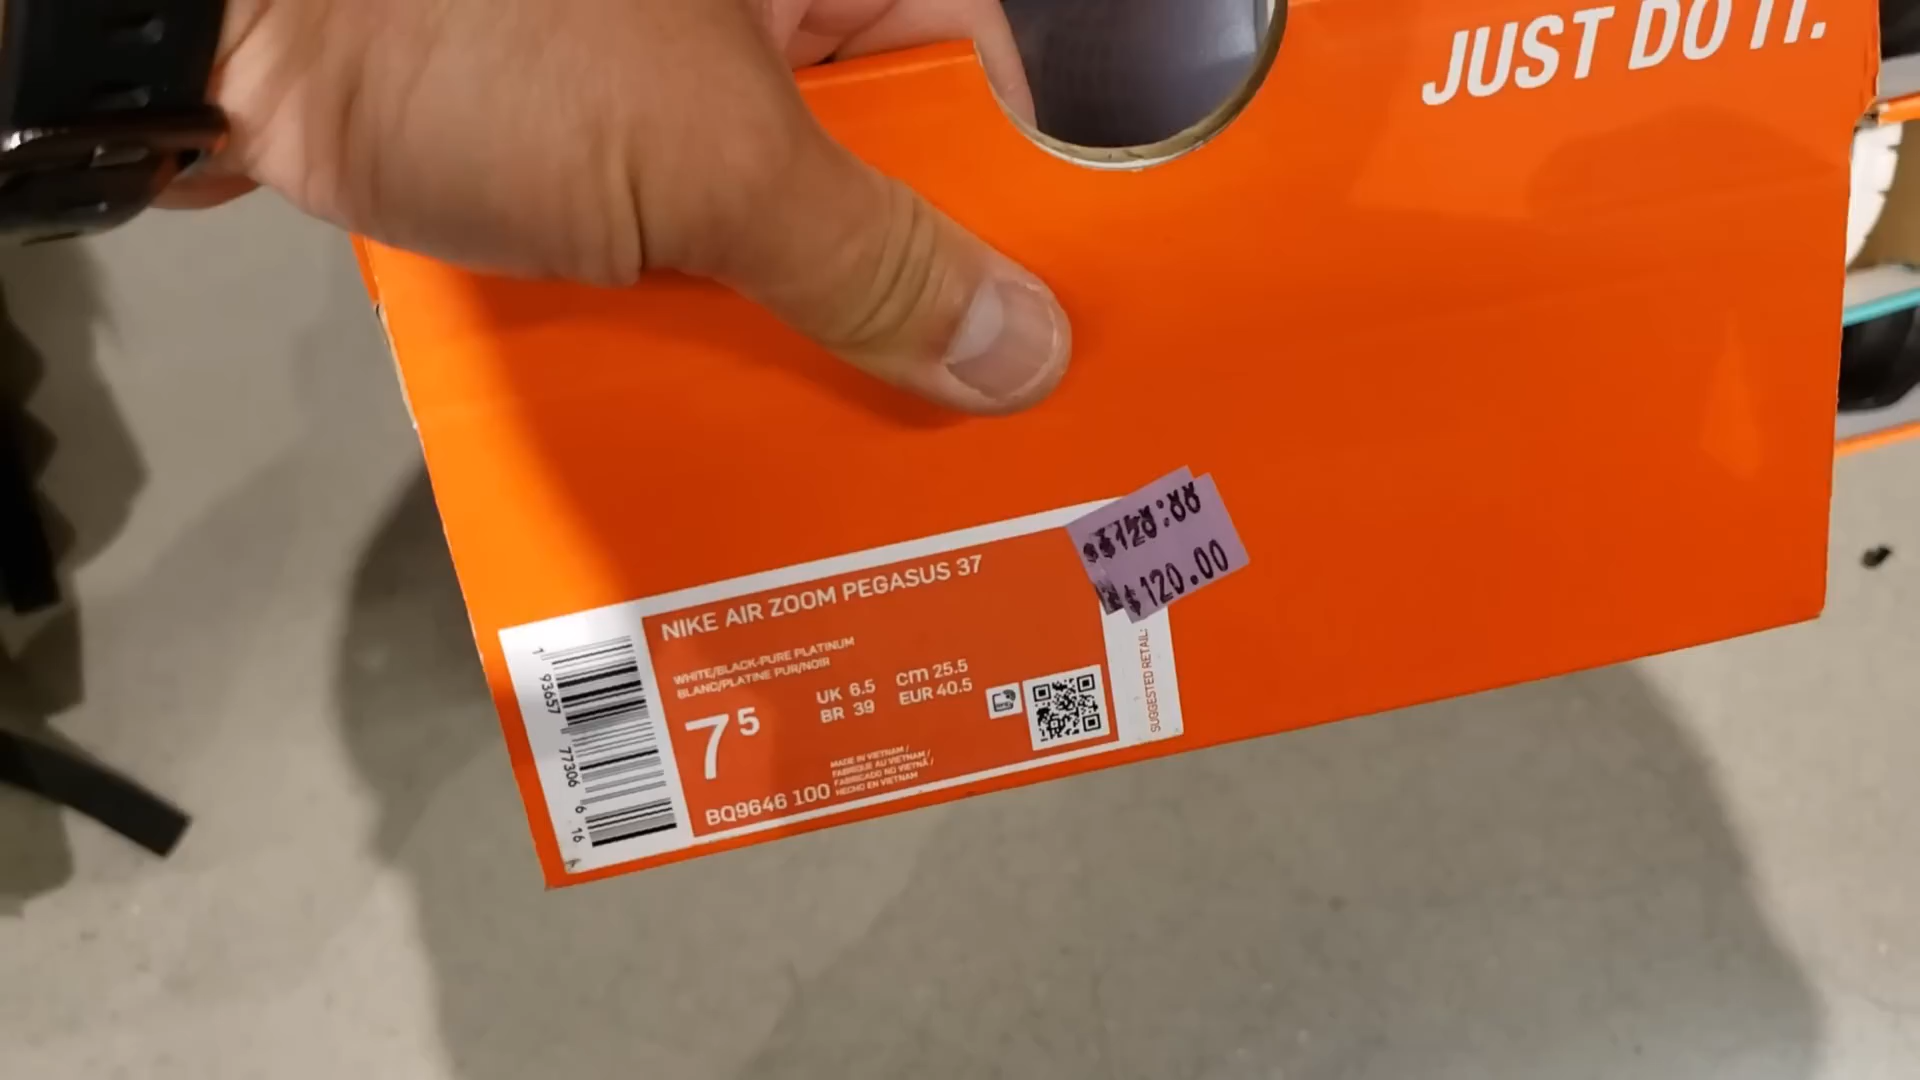 JUST DO IT.
$120.00
NIKE AIR ZOOM PEGASUS 37
WHITE/BLACK-PURE PLATINUM
BLANC/PLATINE PUR/NOIR
7⁵
UK 6.5 cm 25.5
BR 39 EUR 40.5
MADE IN VIETNAM /
FABRIQUE AU VIETNAM /
FABRICADO NO VIETNÃ /
HECHO EN VIETNAM
BQ9646 100
SUGGESTED RETAIL:
1 93657 77306 6 16